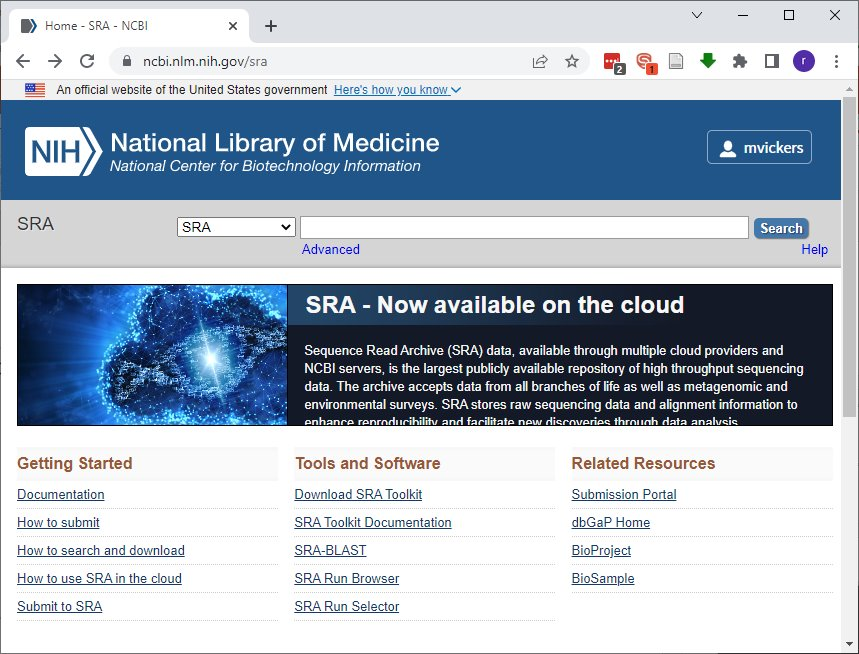 Home - SRA - NCBI
ncbi.nlm.nih.gov/sra
2
1
r
An official website of the United States government Here's how you know
NIH National Library of Medicine
National Center for Biotechnology Information
mvickers
SRA
SRA
Search
Advanced
Help
SRA - Now available on the cloud
Sequence Read Archive (SRA) data, available through multiple cloud providers and
NCBI servers, is the largest publicly available repository of high throughput sequencing
data. The archive accepts data from all branches of life as well as metagenomic and
environmental surveys. SRA stores raw sequencing data and alignment information to
enhance reproducibility and facilitate new discoveries through data analysis.
Getting Started
Documentation
How to submit
How to search and download
How to use SRA in the cloud
Submit to SRA
Tools and Software
Download SRA Toolkit
SRA Toolkit Documentation
SRA-BLAST
SRA Run Browser
SRA Run Selector
Related Resources
Submission Portal
dbGaP Home
BioProject
BioSample